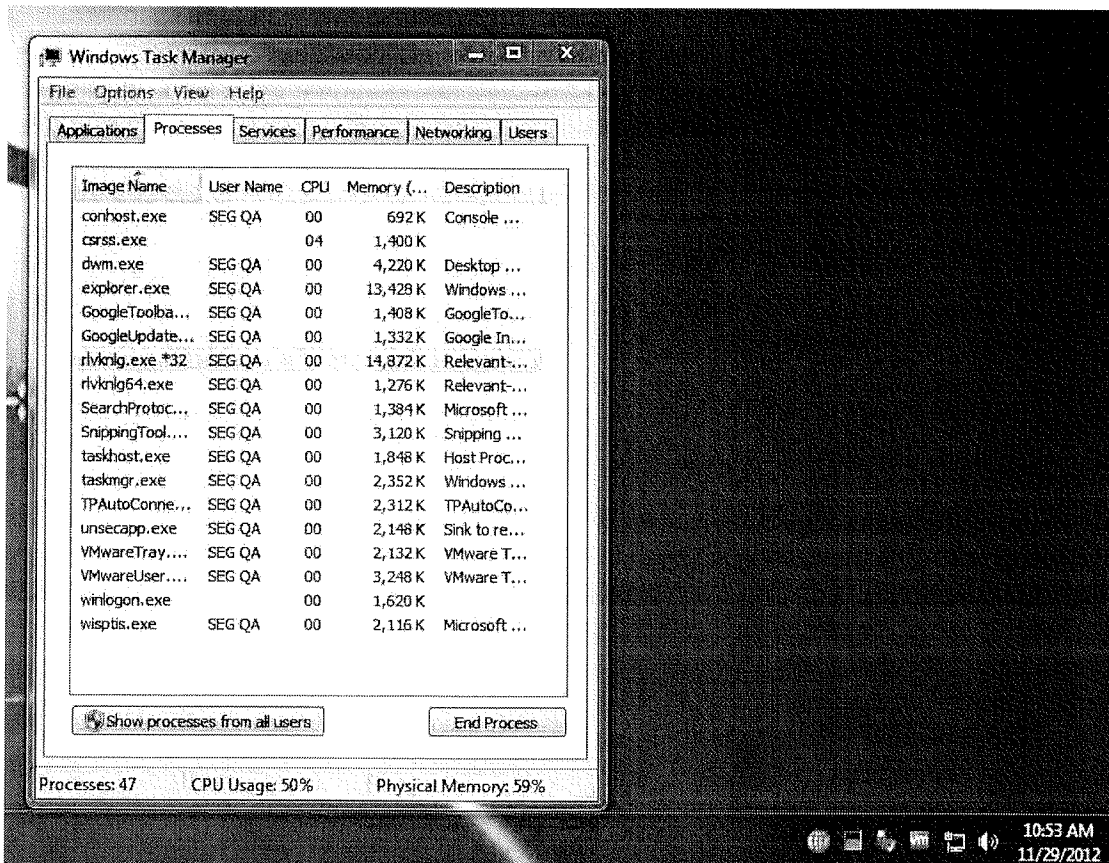 Windows Task Manager
File Options View Help
Applications Processes Services Performance Networking Users
Image Name User Name CPU Memory (... Description
conhost.exe SEG QA 00 692 K Console ...
csrss.exe 04 1,400 K
dwm.exe SEG QA 00 4,220 K Desktop ...
explorer.exe SEG QA 00 13,428 K Windows ...
GoogleToolba... SEG QA 00 1,408 K GoogleTo...
GoogleUpdate... SEG QA 00 1,332 K Google In...
rlvknlg.exe *32 SEG QA 00 14,872 K Relevant-...
rlvknlg64.exe SEG QA 00 1,276 K Relevant-...
SearchProtoc... SEG QA 00 1,384 K Microsoft ...
SnippingTool.... SEG QA 00 3,120 K Snipping ...
taskhost.exe SEG QA 00 1,848 K Host Proc...
taskmgr.exe SEG QA 00 2,352 K Windows ...
TPAutoConne... SEG QA 00 2,312 K TPAutoCo...
unsecapp.exe SEG QA 00 2,148 K Sink to re...
VMwareTray.... SEG QA 00 2,132 K VMware T...
VMwareUser.... SEG QA 00 3,248 K VMware T...
winlogon.exe 00 1,620 K
wisptis.exe SEG QA 00 2,116 K Microsoft ...
Show processes from all users End Process
Processes: 47 CPU Usage: 50% Physical Memory: 59%
vm
10:53 AM
11/29/2012